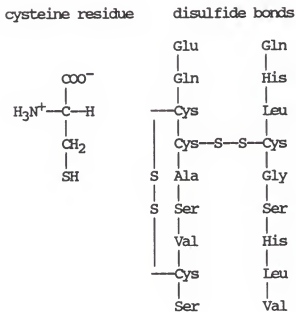 cysteine residue disulfide bonds
Glu Gln
COO⁻ Gln His
H₃N⁺—C—H Cys Leu
CH₂ Cys—S—S—Cys
SH S Ala Gly
S Ser Ser
Val His
Cys Leu
Ser Val